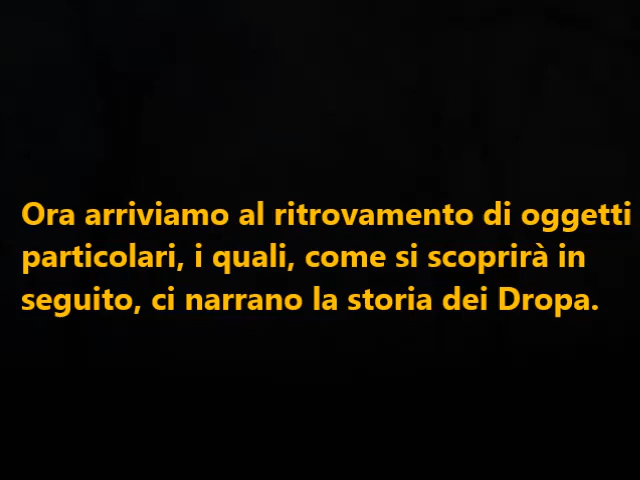 Ora arriviamo al ritrovamento di oggetti
particolari, i quali, come si scoprirà in
seguito, ci narrano la storia dei Dropa.